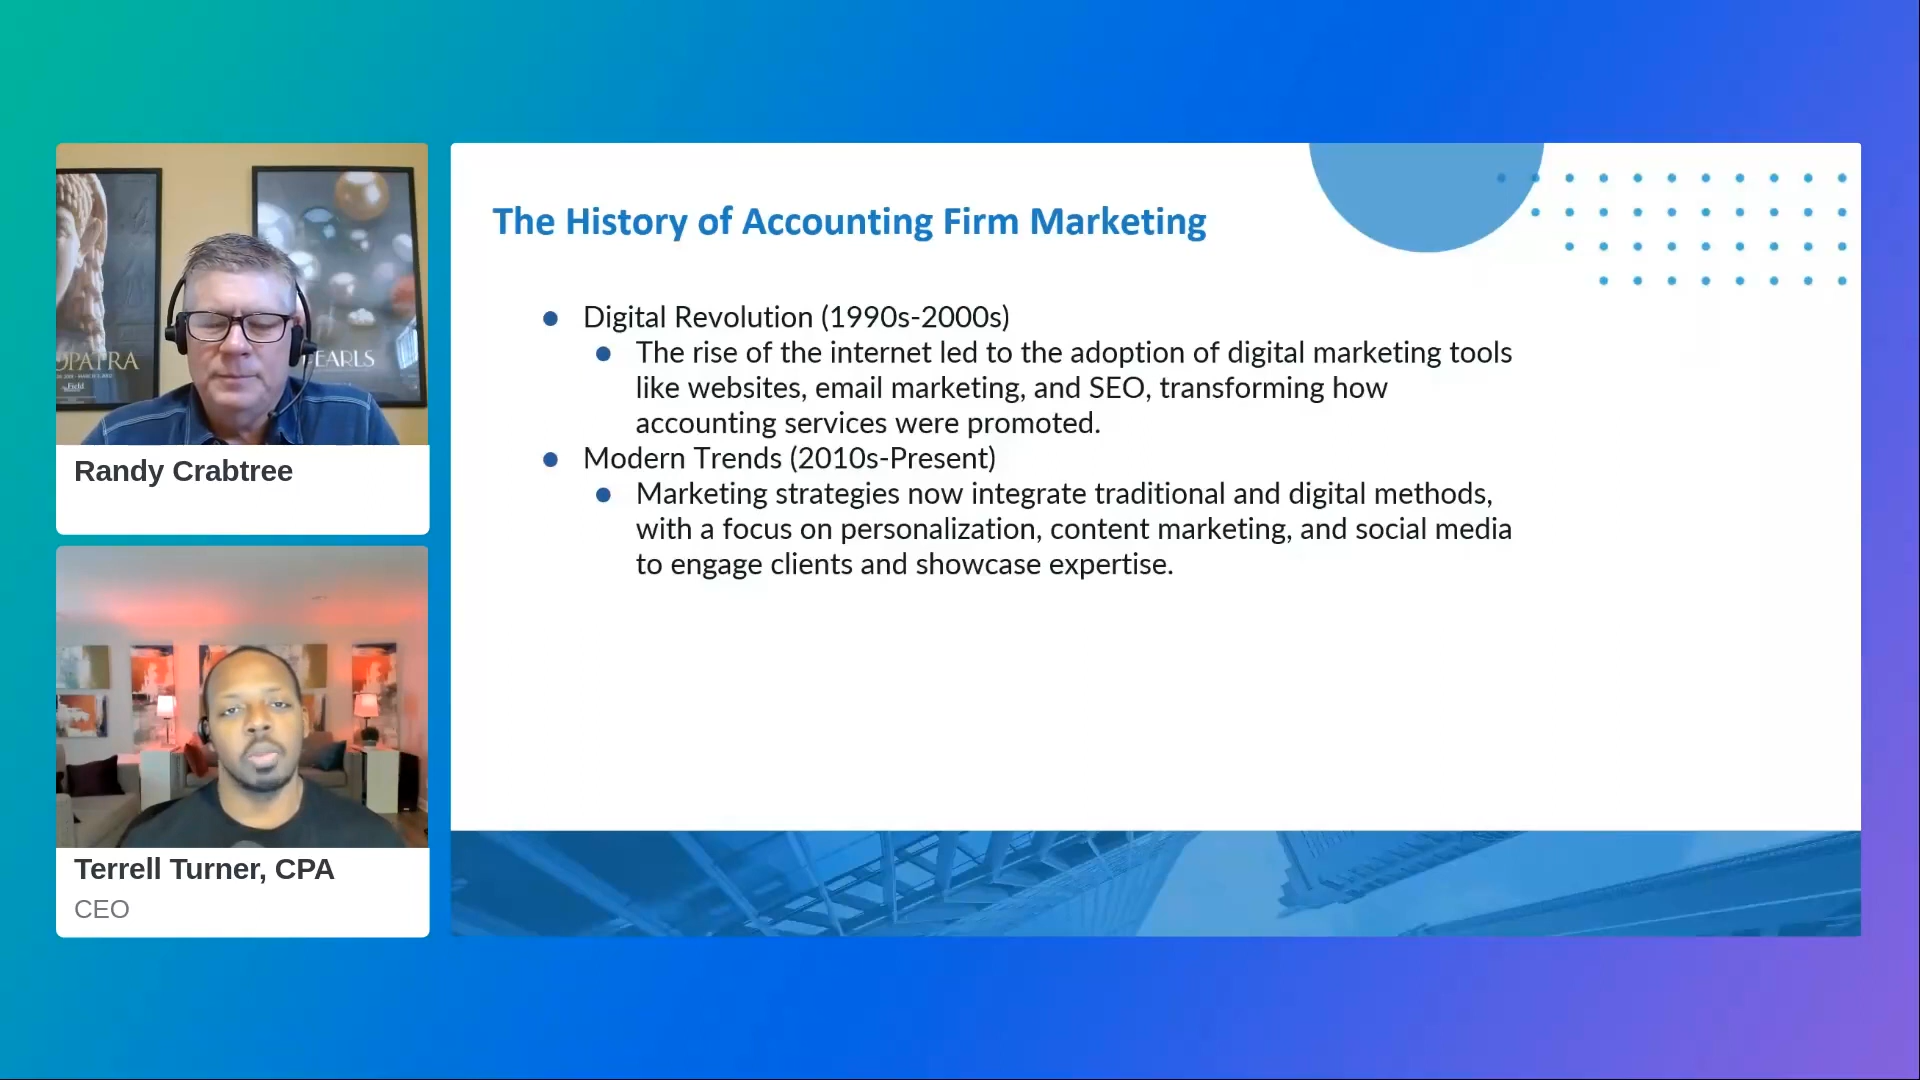 OPATRA
Field
EARLS
Randy Crabtree
Terrell Turner, CPA
CEO
The History of Accounting Firm Marketing
Digital Revolution (1990s-2000s)
The rise of the internet led to the adoption of digital marketing tools
like websites, email marketing, and SEO, transforming how
accounting services were promoted.
Modern Trends (2010s-Present)
Marketing strategies now integrate traditional and digital methods,
with a focus on personalization, content marketing, and social media
to engage clients and showcase expertise.